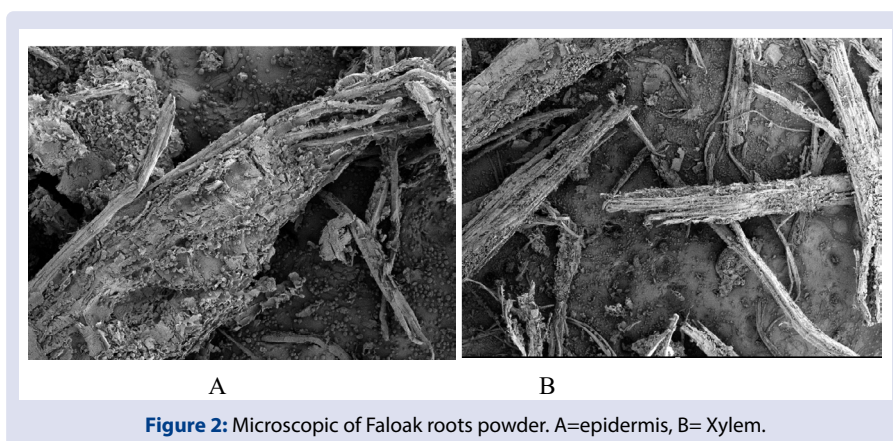 A B
Figure 2: Microscopic of Faloak roots powder. A=epidermis, B= Xylem.